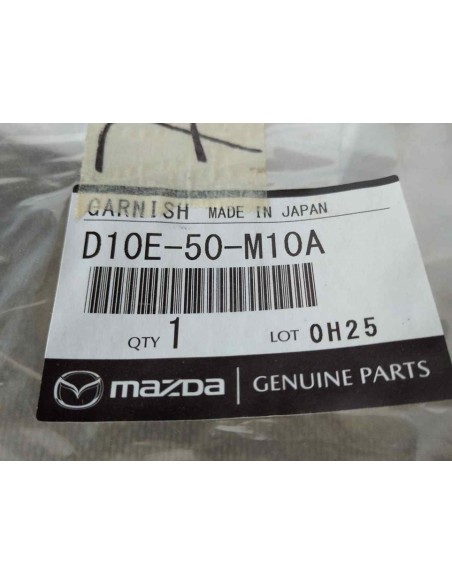 GARNISH MADE IN JAPAN
D10E-50-M10A
QTY 1 LOT 0H25
mazda GENUINE PARTS